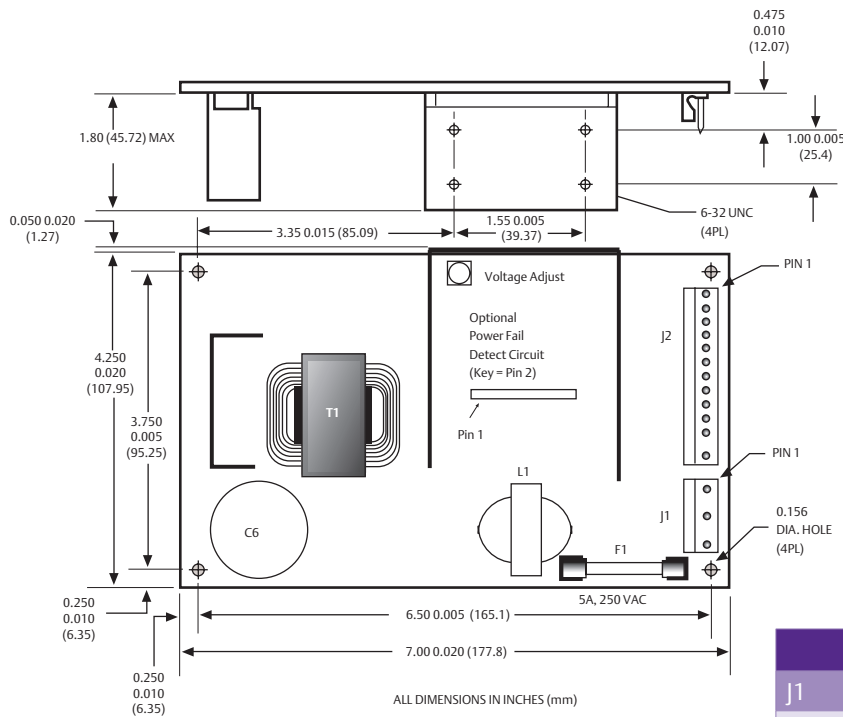 0.475
0.010
(12.07)
1.80 (45.72) MAX
1.00 0.005
(25.4)
6-32 UNC
(4PL)
0.050 0.020
(1.27)
3.35 0.015 (85.09)
1.55 0.005
(39.37)
PIN 1
Voltage Adjust
Optional
Power Fail
Detect Circuit
(Key = Pin 2)
J2
4.250
0.020
(107.95)
T1
3.750
0.005
(95.25)
Pin 1
PIN 1
L1
J1
0.156
DIA. HOLE
(4PL)
C6
F1
5A, 250 VAC
0.250
0.010
(6.35)
6.50 0.005 (165.1)
7.00 0.020 (177.8)
0.250
0.010
(6.35)
ALL DIMENSIONS IN INCHES (mm)
J1